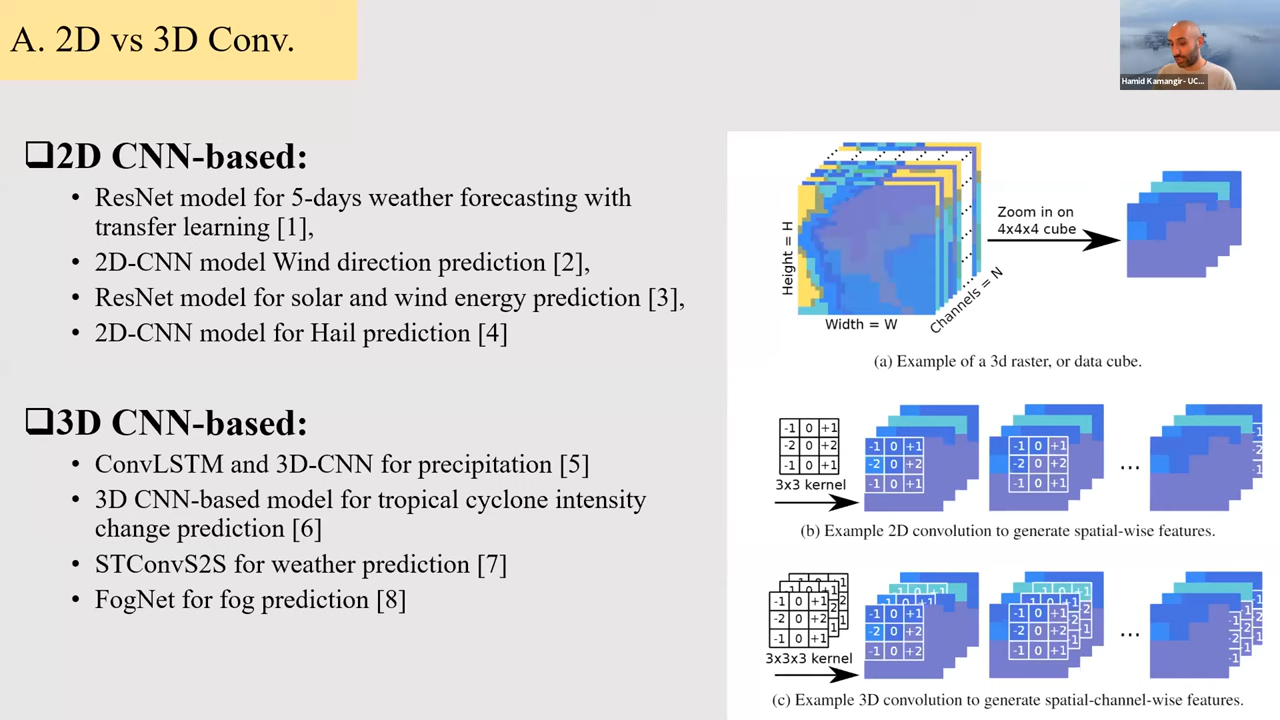 A. 2D vs 3D Conv.
Hamid Kamangir- UC...
❑2D CNN-based:
• ResNet model for 5-days weather forecasting with
transfer learning [1],
• 2D-CNN model Wind direction prediction [2],
• ResNet model for solar and wind energy prediction [3],
• 2D-CNN model for Hail prediction [4]
❑3D CNN-based:
• ConvLSTM and 3D-CNN for precipitation [5]
• 3D CNN-based model for tropical cyclone intensity
change prediction [6]
• STConvS2S for weather prediction [7]
• FogNet for fog prediction [8]
Height = H
Width = W
Channels = N
Zoom in on
4x4x4 cube
(a) Example of a 3d raster, or data cube.
-1 0 +1
-2 0 +2
-1 0 +1
3x3 kernel
-1 0 +1
-2 0 +2
-1 0 +1
-1 0 +1
-2 0 +2
-1 0 +1
...
-1
-2
-1
(b) Example 2D convolution to generate spatial-wise features.
-1 0 +1
-2 0 +2
-1 0 +1
3x3x3 kernel
-1 0 +1
-2 0 +2
-1 0 +1
-1 0 +1
-2 0 +2
-1 0 +1
...
-1
-2
-1
(c) Example 3D convolution to generate spatial-channel-wise features.